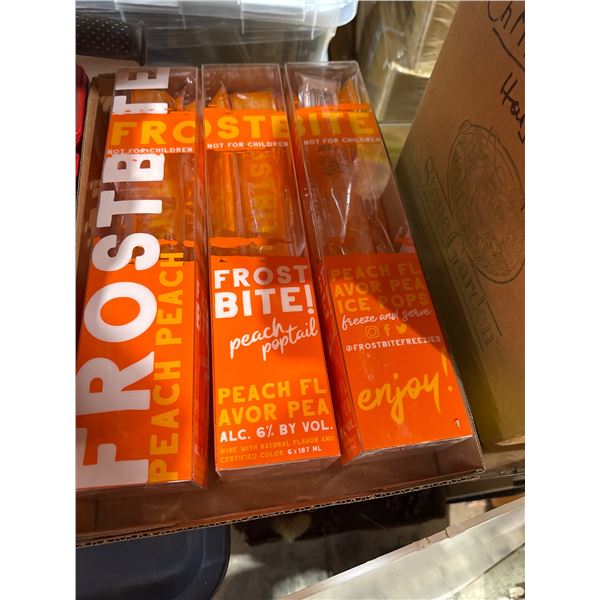 FROSTBITE
PEACH PEACH
FROSTBITE
NOT FOR CHILDREN
NOT FOR CHILDREN
NOT FOR CHILDREN
FROST
BITE!
peach
poptail
PEACH FL
AVOR PEA
ALC. 6% BY VOL.
WINE WITH NATURAL FLAVOR AND
CERTIFIED COLOR 6 x 187 ML
PEACH FL
AVOR PEA
ICE POPS
freeze and serve
@FROSTBITEFREEZIES
enjoy!